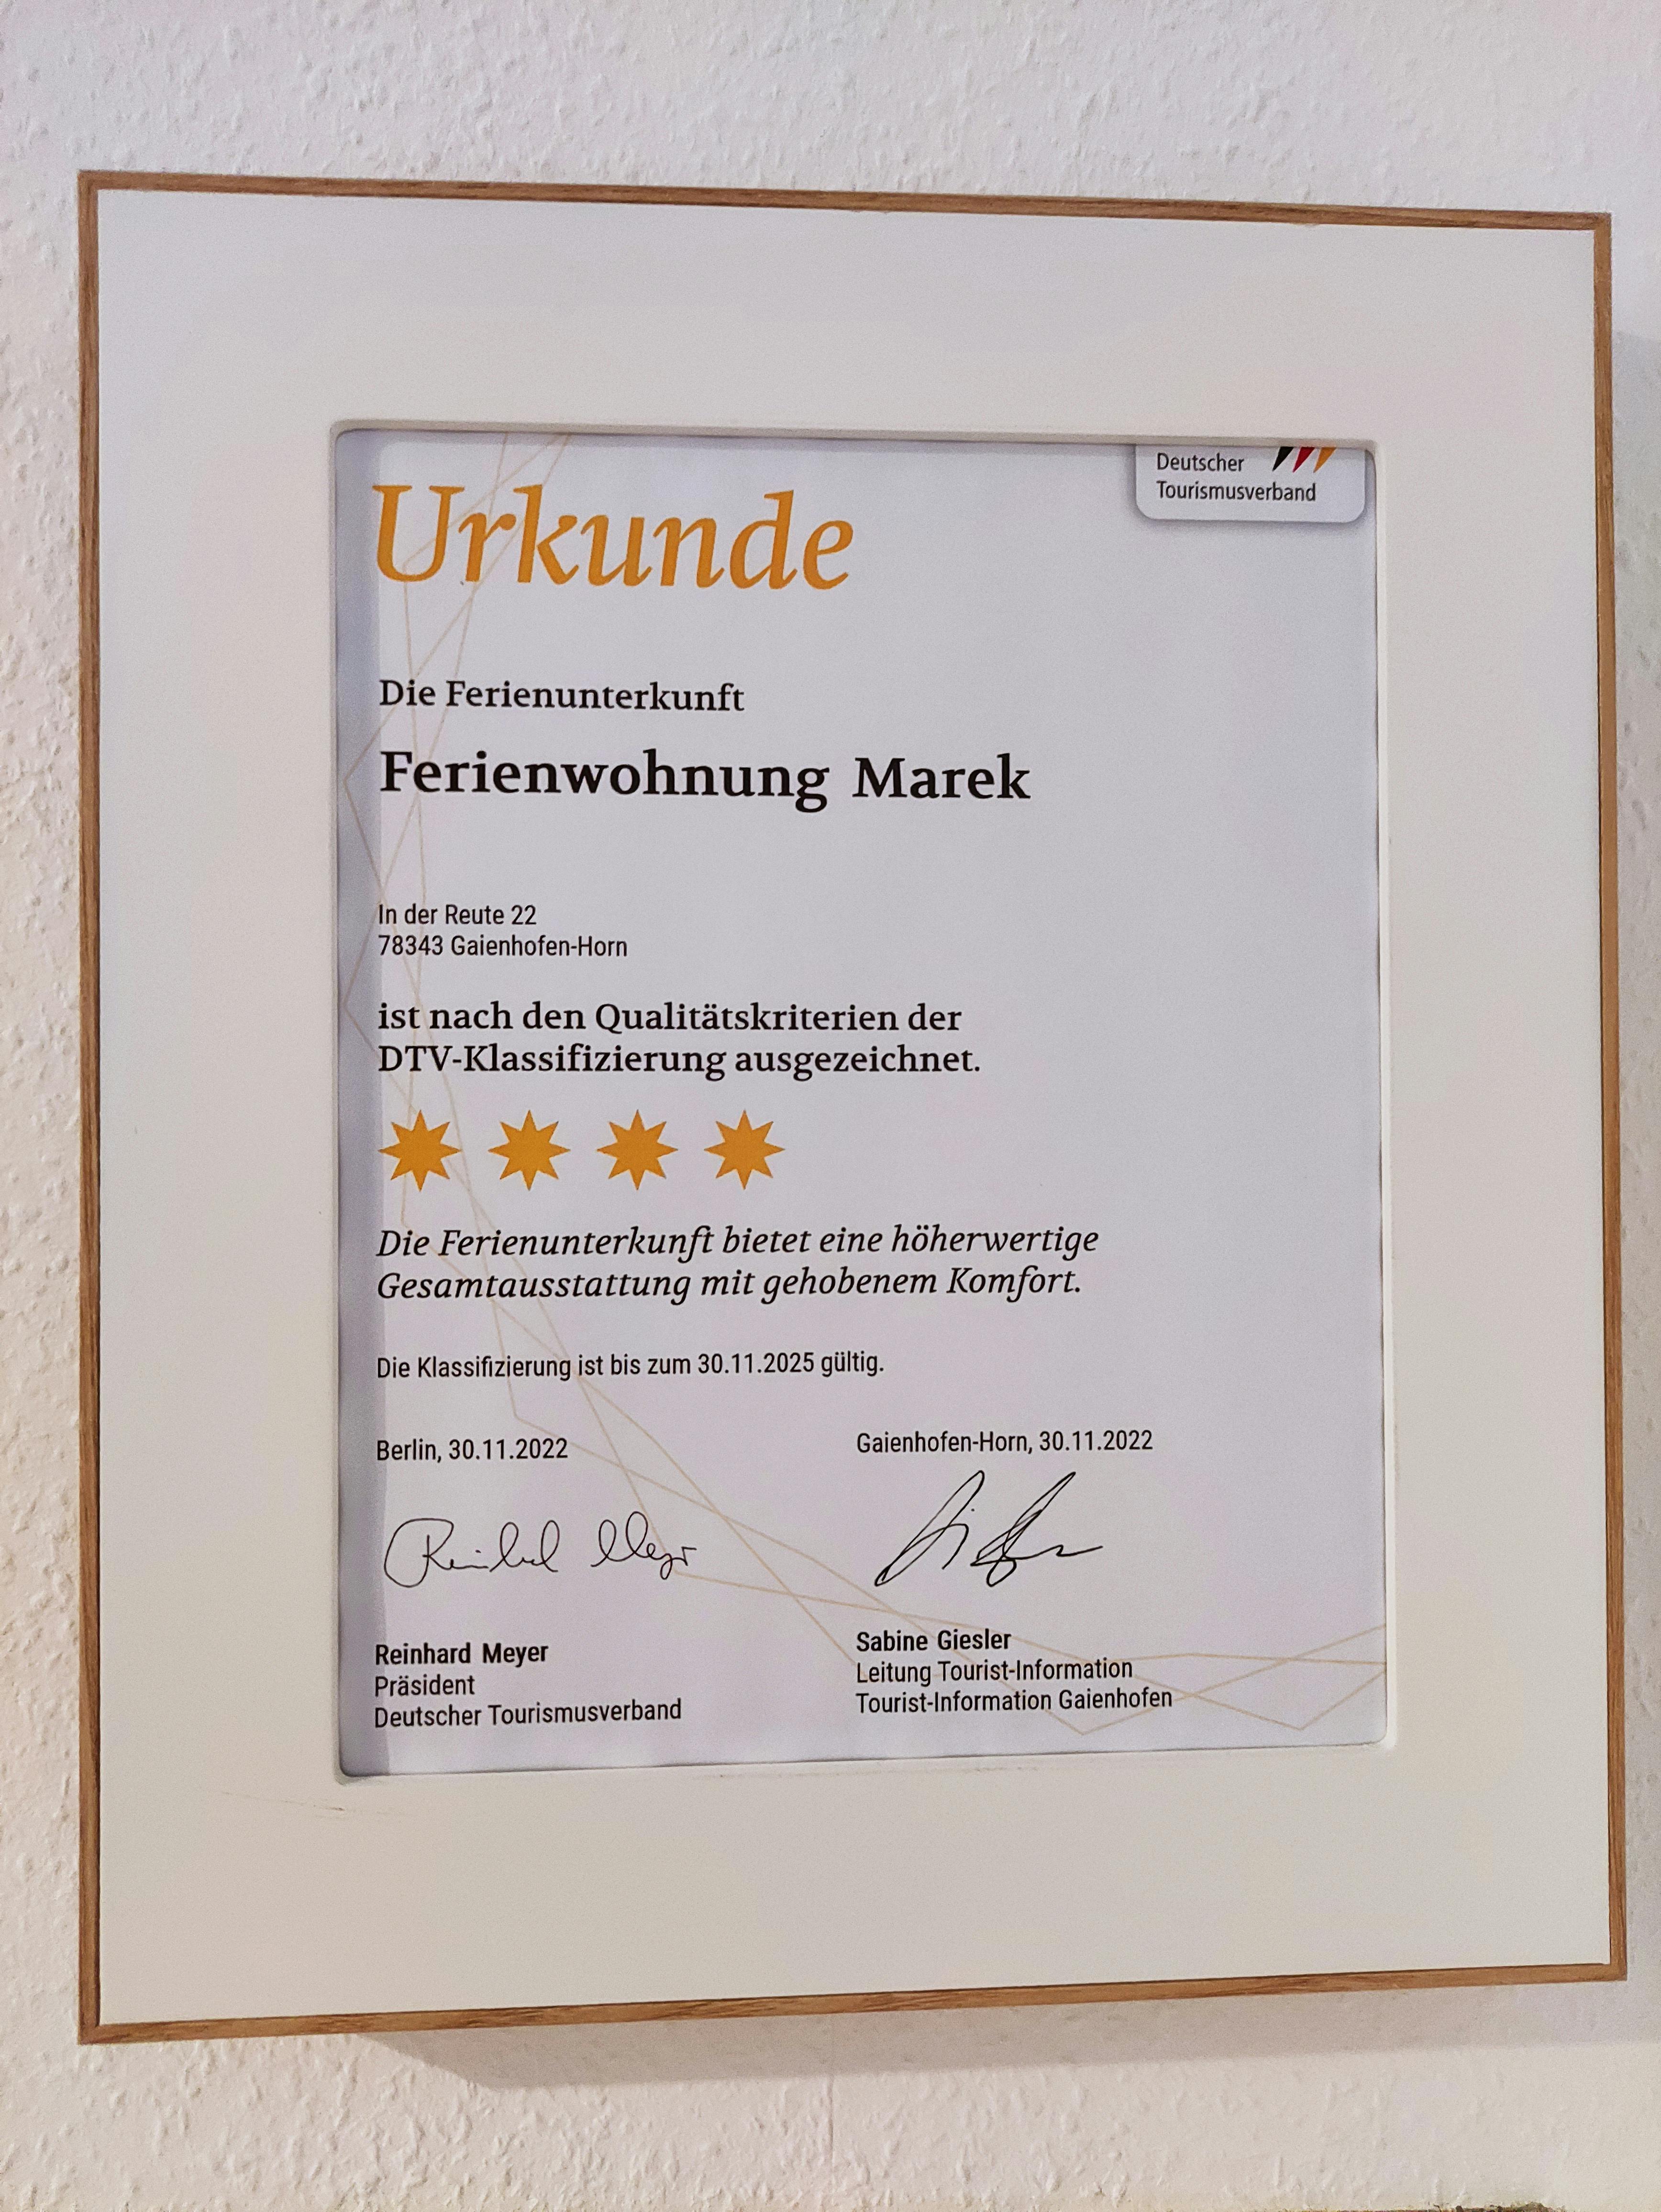 Deutscher
Tourismusverband
Urkunde
Die Ferienunterkunft
Ferienwohnung Marek
In der Reute 22
78343 Gaienhofen-Horn
ist nach den Qualitätskriterien der
DTV-Klassifizierung ausgezeichnet.
Die Ferienunterkunft bietet eine höherwertige
Gesamtausstattung mit gehobenem Komfort.
Die Klassifizierung ist bis zum 30.11.2025 gültig.
Berlin, 30.11.2022
Reinhard Meyer
Reinhard Meyer
Präsident
Deutscher Tourismusverband
Gaienhofen-Horn, 30.11.2022
Sabine Giesler
Leitung Tourist-Information
Tourist-Information Gaienhofen